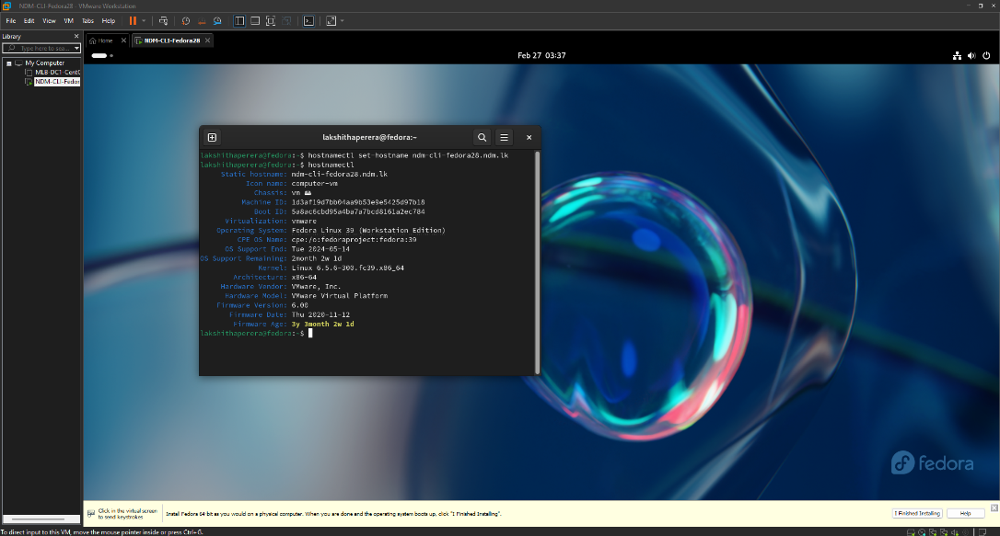 NDM-CLI-Fedora28 - VMware Workstation
File Edit View VM Tabs Help
Library
Type here to sea...
My Computer
MLB-DC1-CentO
NDM-CLI-Fedor
Home
NDM-CLI-Fedora28
Feb 27 03:37
lakshithaperera@fedora:~
lakshithaperera@fedora:~$ hostnamectl set-hostname ndm-cli-fedora28.ndm.lk
lakshithaperera@fedora:~$ hostnamectl
Static hostname: ndm-cli-fedora28.ndm.lk
Icon name: computer-vm
Chassis: vm
Machine ID: 1d3af19d7bb04aa9b53e9e5425d97b18
Boot ID: 5a8ac6cbd95a4ba7a7bcd8161a2ec784
Virtualization: vmware
Operating System: Fedora Linux 39 (Workstation Edition)
CPE OS Name: cpe:/o:fedoraproject:fedora:39
OS Support End: Tue 2024-05-14
OS Support Remaining: 2month 2w 1d
Kernel: Linux 6.5.6-300.fc39.x86_64
Architecture: x86-64
Hardware Vendor: VMware, Inc.
Hardware Model: VMware Virtual Platform
Firmware Version: 6.00
Firmware Date: Thu 2020-11-12
Firmware Age: 3y 3month 2w 1d
lakshithaperera@fedora:~$
fedora
Click in the virtual screen
to send keystrokes
Install Fedora 64 bit as you would on a physical computer. When you are done and the operating system boots up, click "I Finished Installing".
I Finished Installing
Help
To direct input to this VM, move the mouse pointer inside or press Ctrl+G.